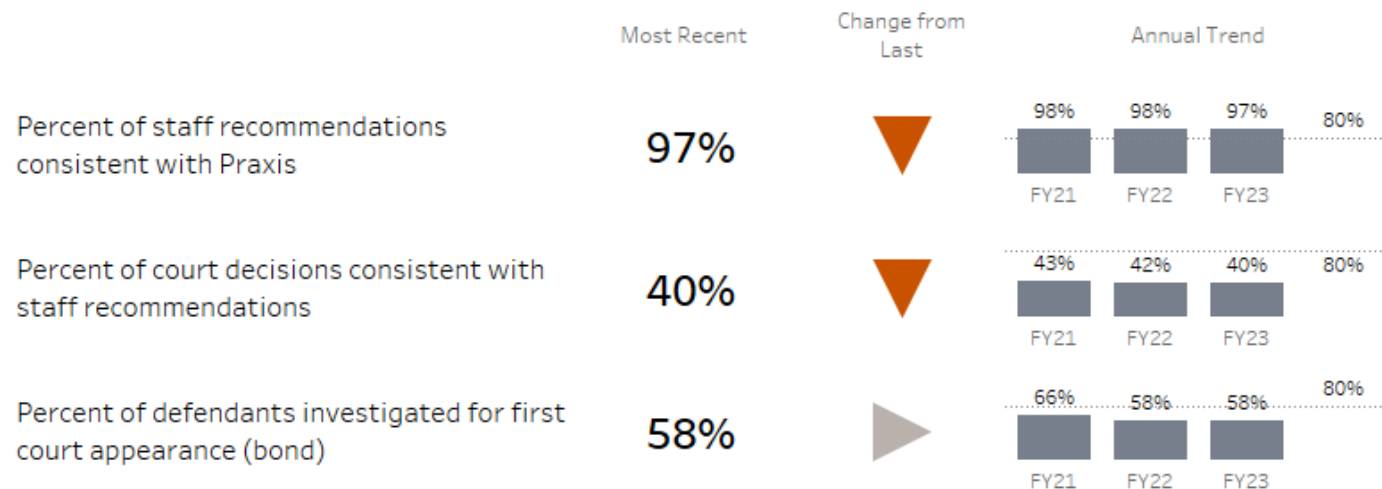 Most Recent
Change from
Last
Annual Trend
Percent of staff recommendations
consistent with Praxis
97%
98%
98%
97%
80%
FY21
FY22
FY23
Percent of court decisions consistent with
staff recommendations
40%
43%
42%
40%
80%
FY21
FY22
FY23
Percent of defendants investigated for first
court appearance (bond)
58%
66%
58%
58%
80%
FY21
FY22
FY23